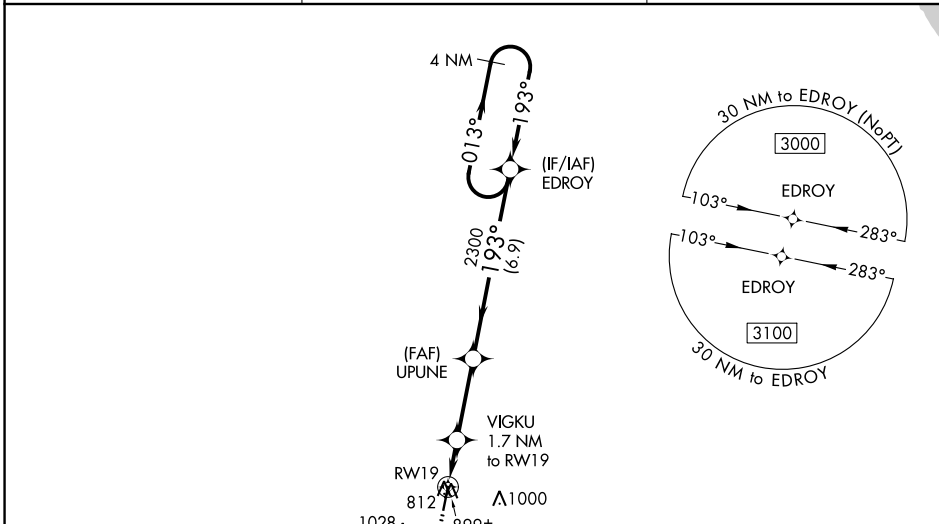 4 NM
013°
193°
(IF/IAF)
EDROY
2300
193°
(6.9)
(FAF)
UPUNE
VIGKU
1.7 NM
to RW19
RW19
812
1000
1028
30 NM to EDROY (NoPT)
3000
EDROY
103°
283°
103°
283°
EDROY
3100
30 NM to EDROY